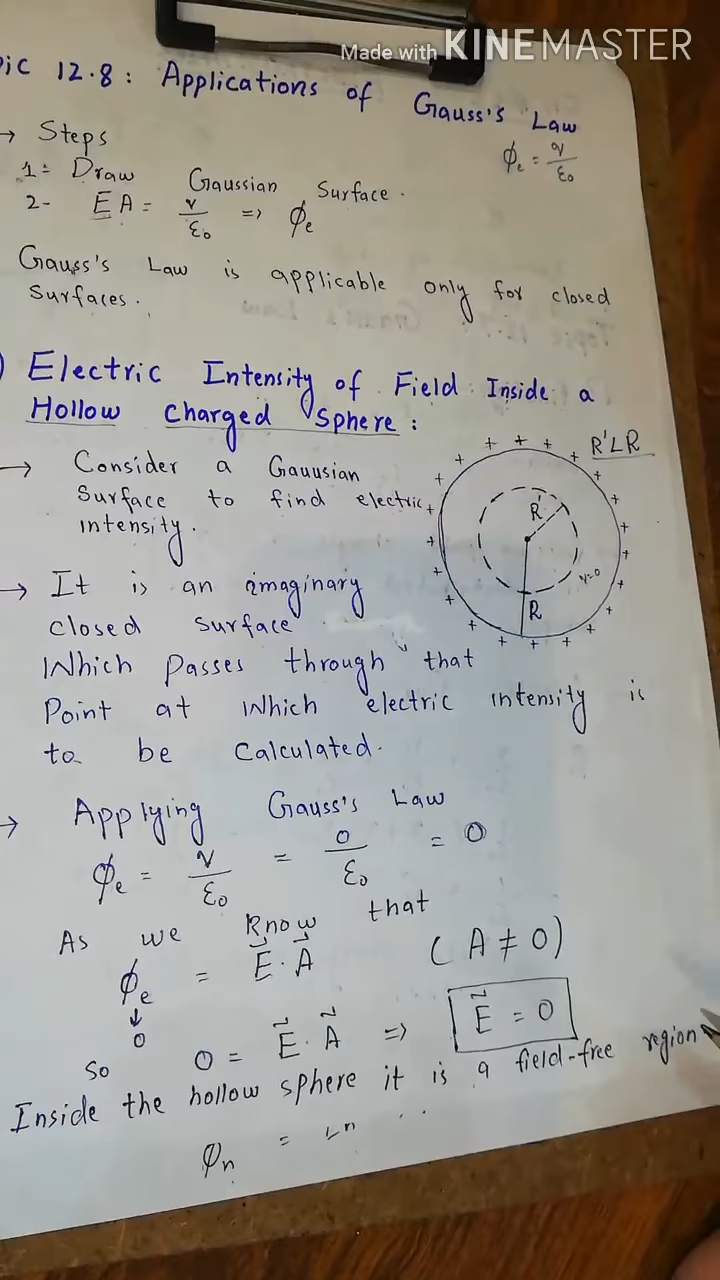 Made with KINEMASTER
ic 12.8: Applications of Gauss's Law
→ Steps
ϕe = q/ε₀
1= Draw Gaussian Surface.
2- EA = q/ε₀ => ϕe
Gauss's Law is applicable only for closed
Surfaces.
) Electric Intensity of Field Inside a
Hollow Charged Sphere:
R'<R
R'
R
q=0
→ Consider a Gauusian
Surface to find electric
intensity.
→ It is an imaginary
closed surface
Which passes through that
Point at which electric intensity is
to be calculated.
→ Applying Gauss's Law
ϕe = q/ε₀ = 0/ε₀ = 0
As we know that
ϕe = E⃗ . A⃗ (A ≠ 0)
↓
0
So 0 = E⃗ . A⃗ => E⃗ = 0
Inside the hollow sphere it is a field-free region